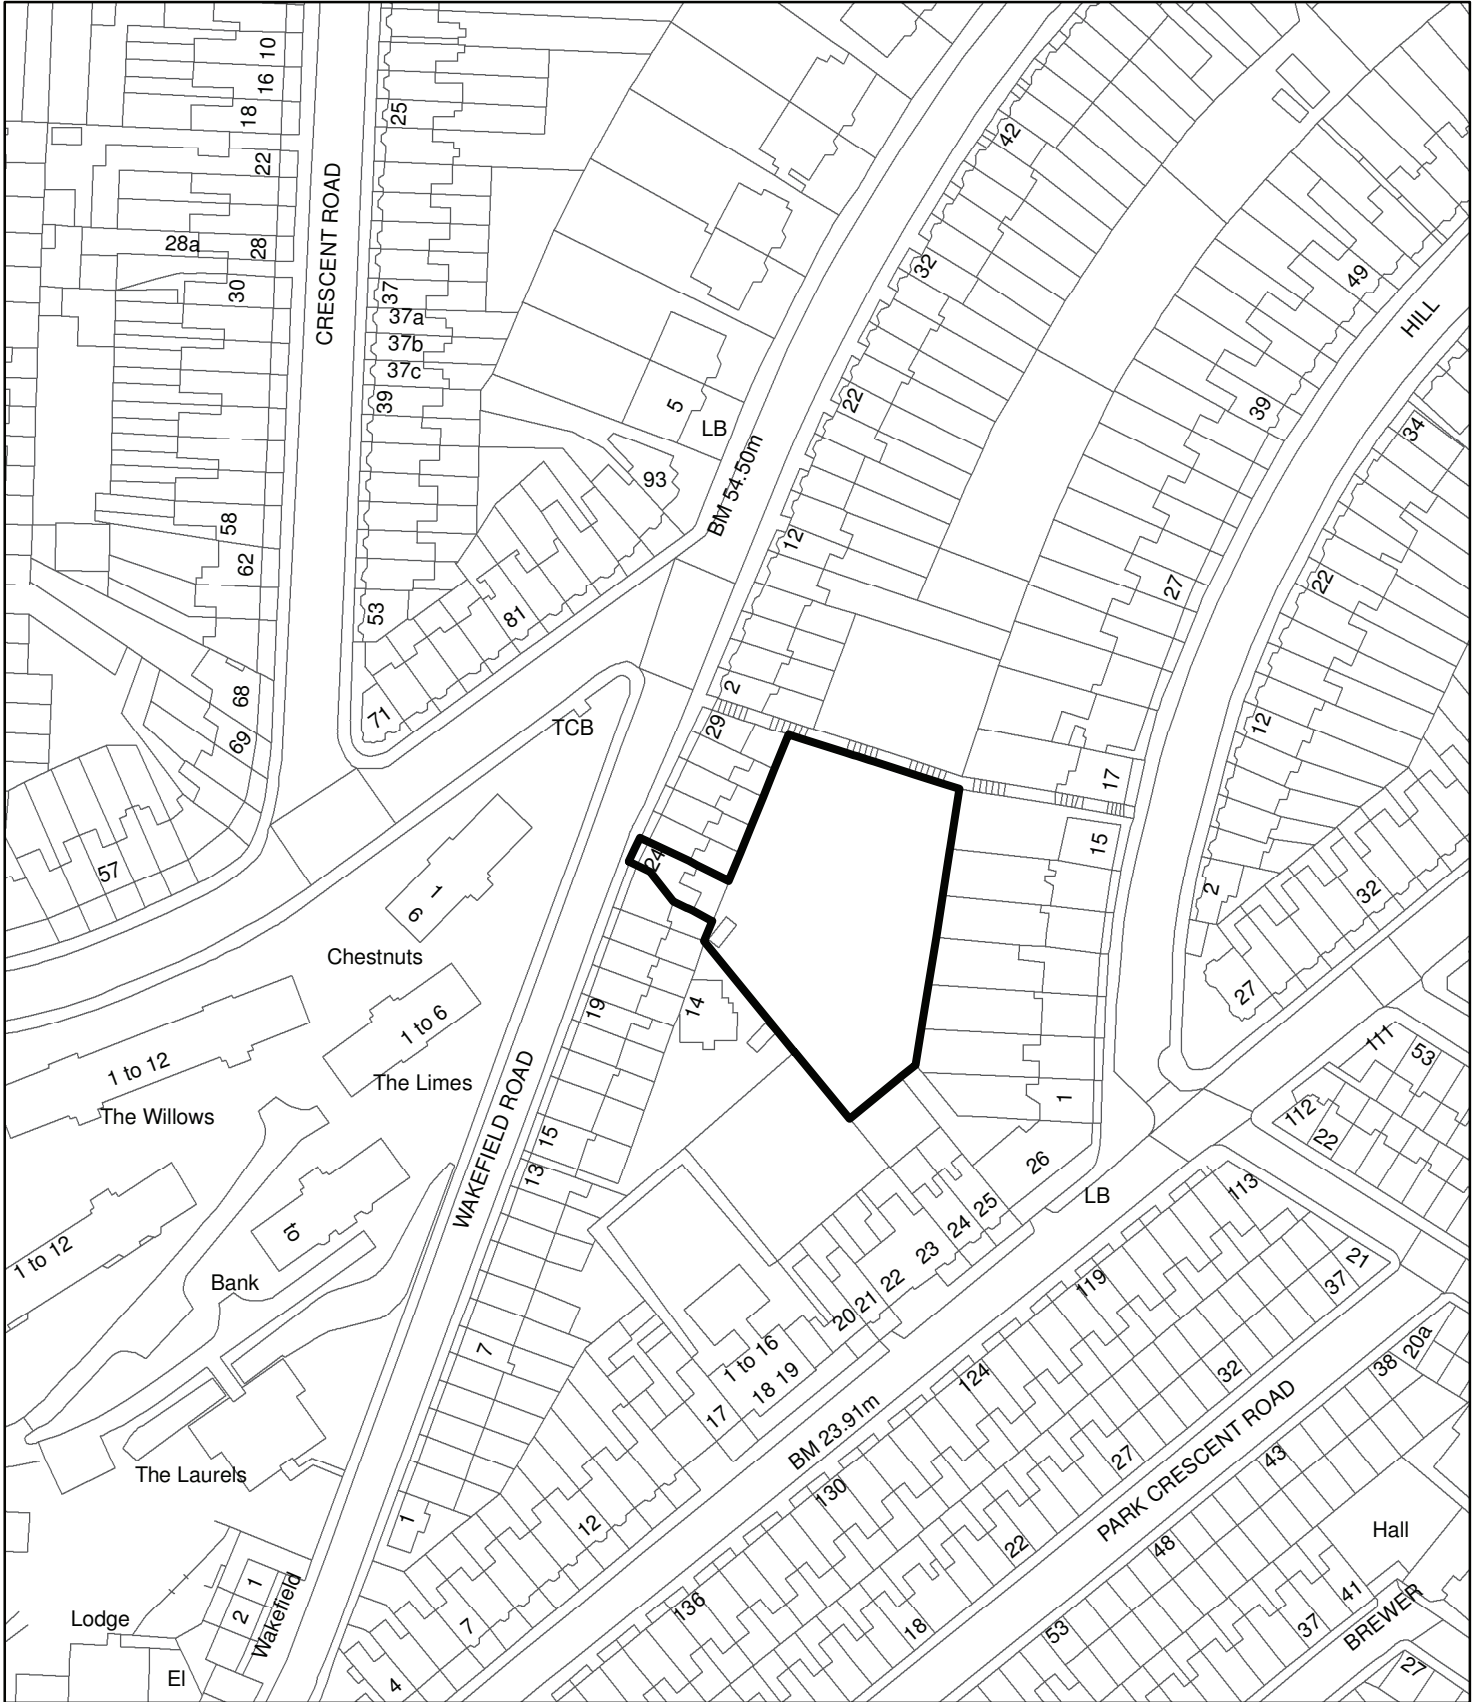 10
16
18
22
28a
28
30
58
62
68
69
57
CRESCENT ROAD
25
37
37a
37b
37c
39
53
71
81
93
5
LB
BM 54.50m
TCB
42
32
22
12
2
49
39
27
17
HILL
34
22
12
2
32
27
15
1
29
24
19
15
13
7
1
14
WAKEFIELD ROAD
1
6
Chestnuts
1 to 6
The Limes
1 to 12
The Willows
1 to 12
to
Bank
The Laurels
Lodge
El
1
2
Wakefield
26
25
24
23
22
21
20
1 to 16
18 19
17
12
7
4
LB
BM 23.91m
111
53
112
22
113
119
124
130
136
21
37
32
27
22
18
PARK CRESCENT ROAD
20a
38
43
48
53
Hall
41
37
BREWER
27